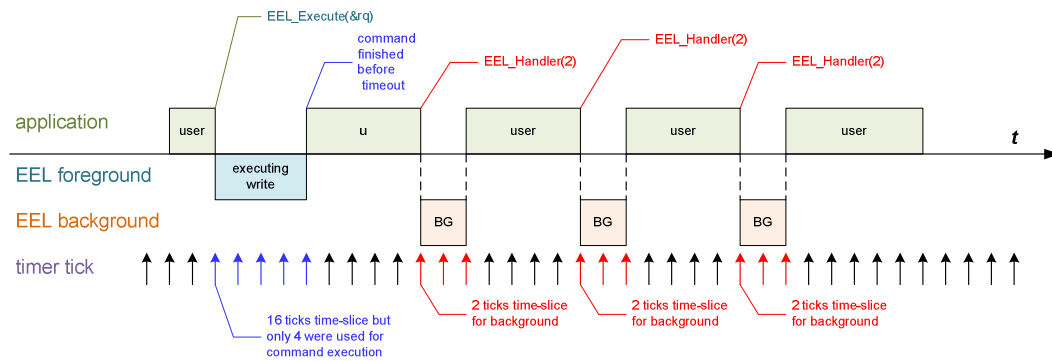 EEL_Execute(&rq)
command
finished
before
timeout
EEL_Handler(2)
EEL_Handler(2)
EEL_Handler(2)
application
user
u
user
user
user
t
EEL foreground
executing
write
EEL background
BG
BG
BG
timer tick
16 ticks time-slice but
only 4 were used for
command execution
2 ticks time-slice
for background
2 ticks time-slice
for background
2 ticks time-slice
for background